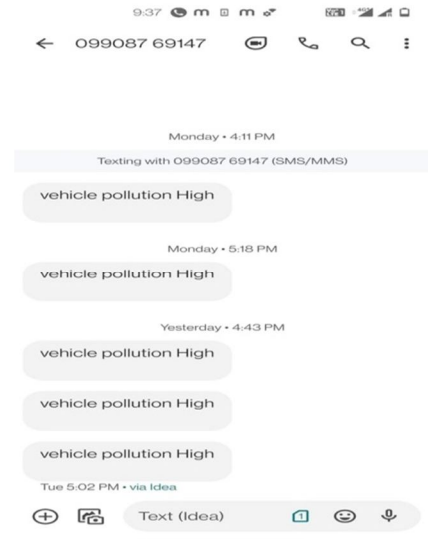 9:37
099087 69147
Monday • 4:11 PM
Texting with 099087 69147 (SMS/MMS)
vehicle pollution High
Monday • 5:18 PM
vehicle pollution High
Yesterday • 4:43 PM
vehicle pollution High
vehicle pollution High
vehicle pollution High
Tue 5:02 PM • via Idea
Text (Idea)
1